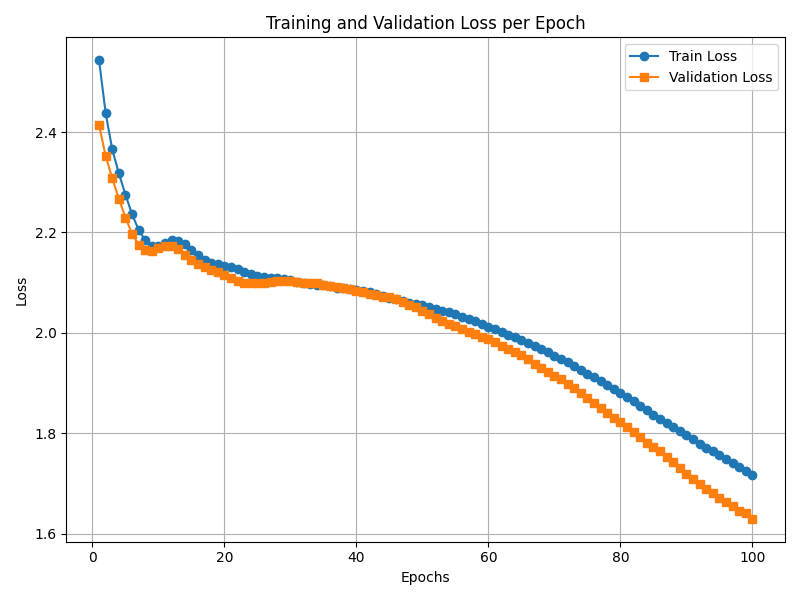 Training and Validation Loss per Epoch
Train Loss
Validation Loss
Loss
2.4
2.2
2.0
1.8
1.6
0 20 40 60 80 100
Epochs